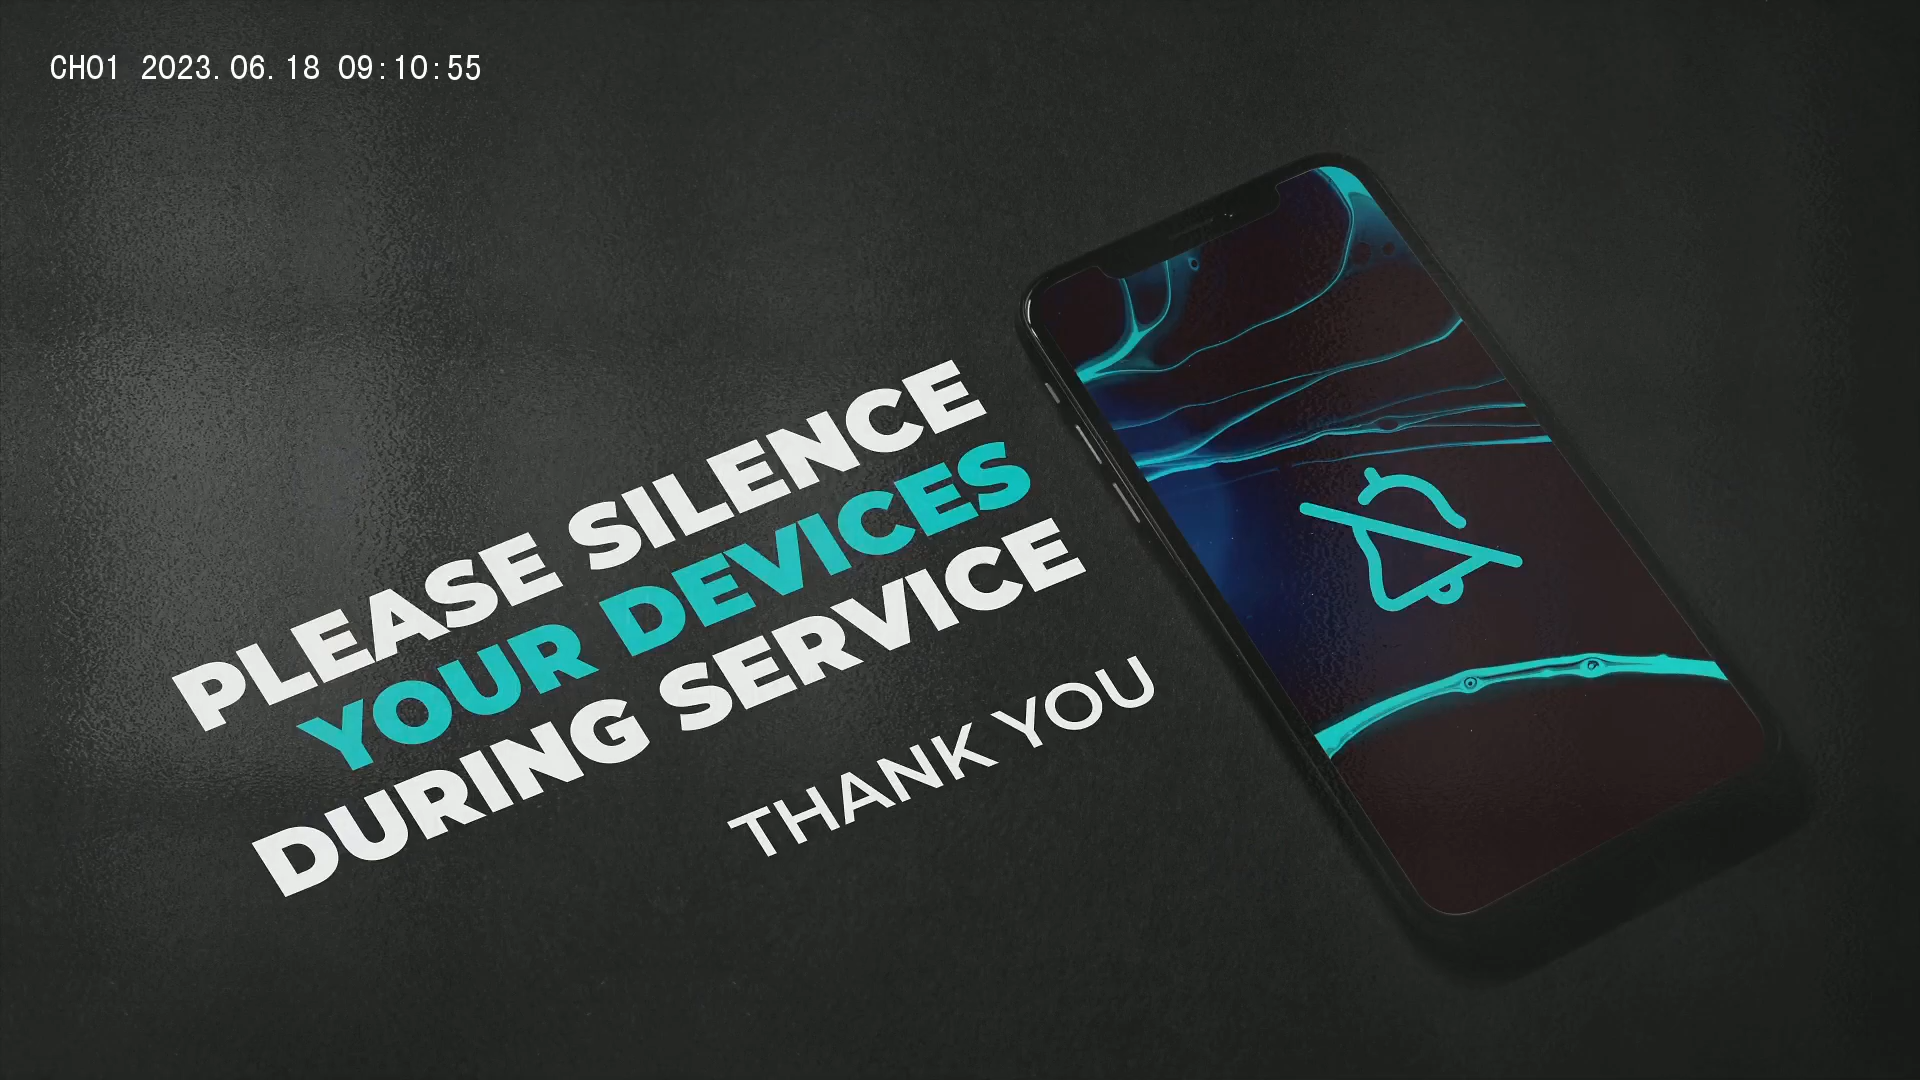 CH01 2023.06.18 09:10:55
PLEASE SILENCE
YOUR DEVICES
DURING SERVICE
THANK YOU